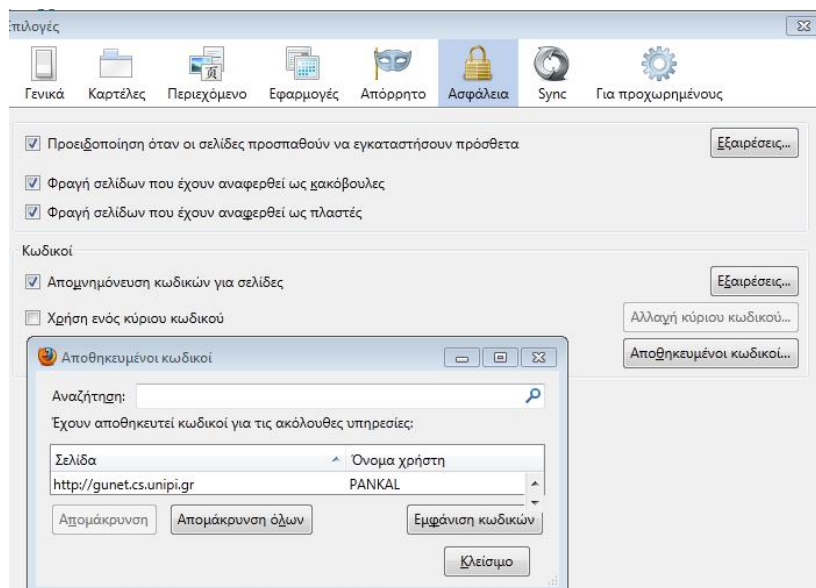 πιλογές
Γενικά Καρτέλες Περιεχόμενο Εφαρμογές Απόρρητο Ασφάλεια Sync Για προχωρημένους
Προειδοποίηση όταν οι σελίδες προσπαθούν να εγκαταστήσουν πρόσθετα Εξαιρέσεις...
Φραγή σελίδων που έχουν αναφερθεί ως κακόβουλες
Φραγή σελίδων που έχουν αναφερθεί ως πλαστές
Κωδικοί
Απομνημόνευση κωδικών για σελίδες Εξαιρέσεις...
Χρήση ενός κύριου κωδικού Αλλαγή κύριου κωδικού...
Αποθηκευμένοι κωδικοί...
Αποθηκευμένοι κωδικοί
Αναζήτηση:
Έχουν αποθηκευτεί κωδικοί για τις ακόλουθες υπηρεσίες:
Σελίδα Όνομα χρήστη
http://gunet.cs.unipi.gr PANKAL
Απομάκρυνση Απομάκρυνση όλων Εμφάνιση κωδικών
Κλείσιμο